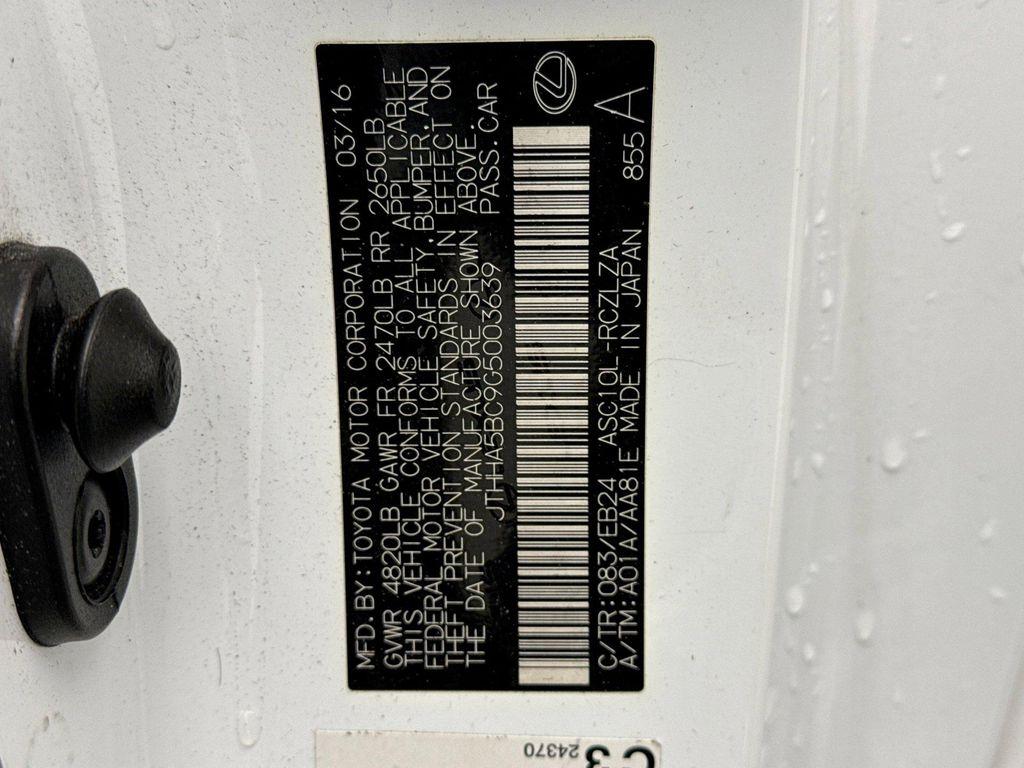 MFD.BY:TOYOTA MOTOR CORPORATION 03/16
GVWR 4820LB GAWR FR 2470LB RR 2650LB
THIS VEHICLE CONFORMS TO ALL APPLICABLE
FEDERAL MOTOR VEHICLE SAFETY, BUMPER, AND
THEFT PREVENTION STANDARDS IN EFFECT ON
THE DATE OF MANUFACTURE SHOWN ABOVE.
JTHHA5BC9G5003639 PASS.CAR
C/TR:083/EB24 ASC10L-RCZLZA
A/TM:A01A/AA81E MADE IN JAPAN 855 A
24370